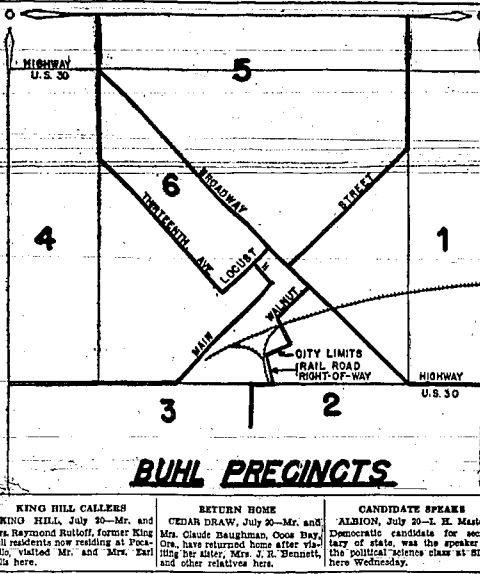 HIGHWAY
U.S. 30
5
BROADWAY
6
STREET
THIRTEENTH AVE.
4
1
LOCUST
WALNUT
MAIN
CITY LIMITS
RAIL ROAD
RIGHT-OF-WAY
HIGHWAY
U.S. 30
3
2
BUHL PRECINCTS
KING HILL CALLERS
KING HILL, July 20—Mr. and
Mrs. Raymond Ruttoff, former King
residents now residing at Poca-
visited Mr. and Mrs. Earl
here.
RETURN HOME
CEDAR DRAW, July 20—Mr. and
Mrs. Claude Baughman, Coos Bay,
Ore., have returned home after vis-
iting her sister, Mrs. J. R. Bennett,
and other relatives here.
CANDIDATE SPEAKS
ALBION, July 20—I. H. Mast
Democratic candidate for sec
tary of state, was the speaker
the political science class at
here Wednesday.